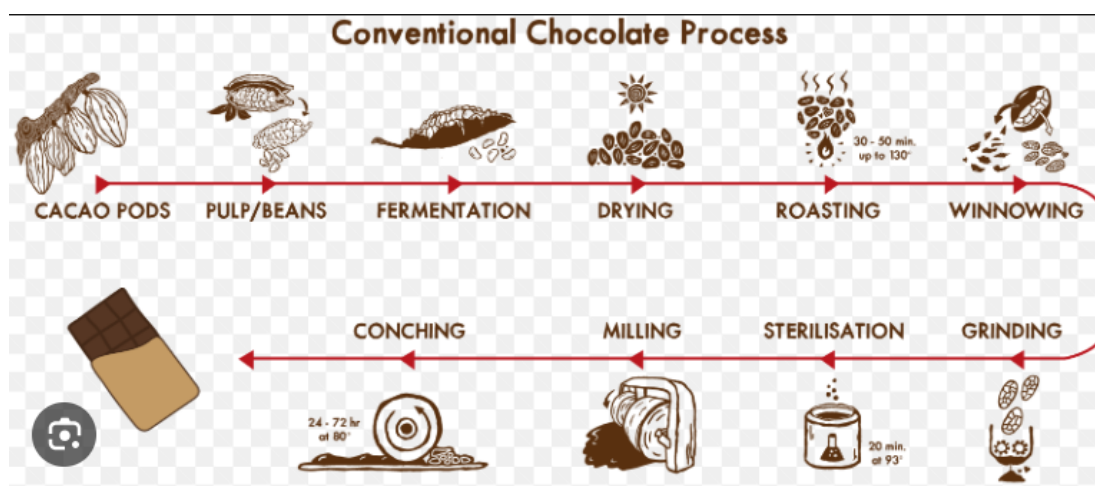 Conventional Chocolate Process
30 - 50 min.
up to 130°
CACAO PODS
PULP/BEANS
FERMENTATION
DRYING
ROASTING
WINNOWING
GRINDING
STERILISATION
MILLING
CONCHING
20 min.
at 93°
24 - 72 hr
at 80°